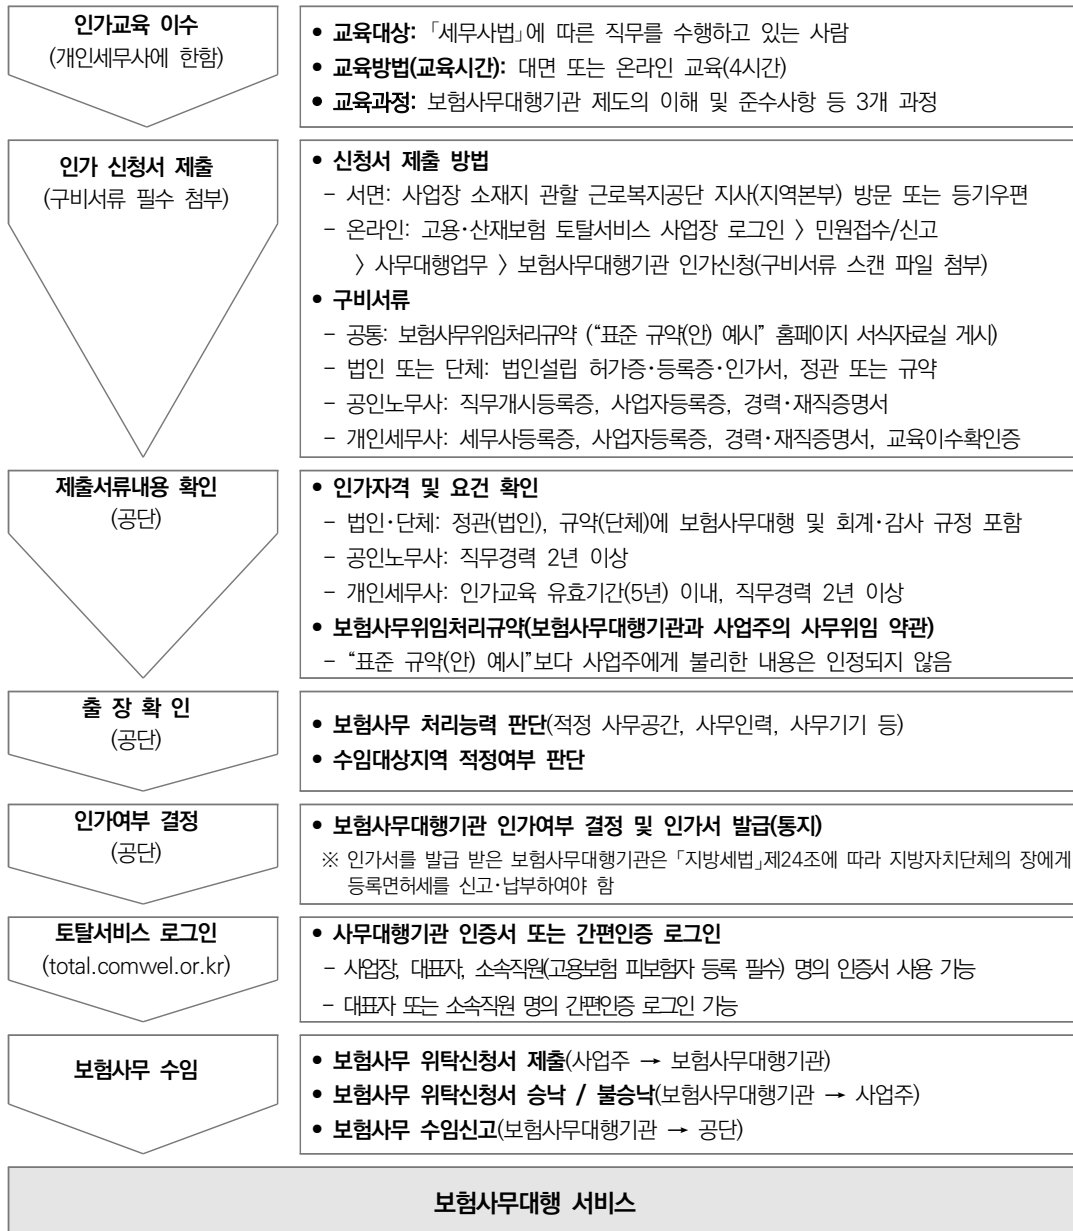 인가교육 이수
(개인세무사에 한함)
• 교육대상: 「세무사법」에 따른 직무를 수행하고 있는 사람
• 교육방법(교육시간): 대면 또는 온라인 교육(4시간)
• 교육과정: 보험사무대행기관 제도의 이해 및 준수사항 등 3개 과정
인가 신청서 제출
(구비서류 필수 첨부)
• 신청서 제출 방법
- 서면: 사업장 소재지 관할 근로복지공단 지사(지역본부) 방문 또는 등기우편
- 온라인: 고용·산재보험 토탈서비스 사업장 로그인 〉 민원접수/신고
〉 사무대행업무 〉 보험사무대행기관 인가신청(구비서류 스캔 파일 첨부)
• 구비서류
- 공통: 보험사무위임처리규약 (“표준 규약(안) 예시” 홈페이지 서식자료실 게시)
- 법인 또는 단체: 법인설립 허가증·등록증·인가서, 정관 또는 규약
- 공인노무사: 직무개시등록증, 사업자등록증, 경력·재직증명서
- 개인세무사: 세무사등록증, 사업자등록증, 경력·재직증명서, 교육이수확인증
제출서류내용 확인
(공단)
• 인가자격 및 요건 확인
- 법인·단체: 정관(법인), 규약(단체)에 보험사무대행 및 회계·감사 규정 포함
- 공인노무사: 직무경력 2년 이상
- 개인세무사: 인가교육 유효기간(5년) 이내, 직무경력 2년 이상
• 보험사무위임처리규약(보험사무대행기관과 사업주의 사무위임 약관)
- “표준 규약(안) 예시”보다 사업주에게 불리한 내용은 인정되지 않음
출 장 확 인
(공단)
• 보험사무 처리능력 판단(적정 사무공간, 사무인력, 사무기기 등)
• 수임대상지역 적정여부 판단
인가여부 결정
(공단)
• 보험사무대행기관 인가여부 결정 및 인가서 발급(통지)
※ 인가서를 발급 받은 보험사무대행기관은 「지방세법」제24조에 따라 지방자치단체의 장에게
등록면허세를 신고·납부하여야 함
토탈서비스 로그인
(total.comwel.or.kr)
• 사무대행기관 인증서 또는 간편인증 로그인
- 사업장, 대표자, 소속직원(고용보험 피보험자 등록 필수) 명의 인증서 사용 가능
- 대표자 또는 소속직원 명의 간편인증 로그인 가능
보험사무 수임
• 보험사무 위탁신청서 제출(사업주 → 보험사무대행기관)
• 보험사무 위탁신청서 승낙 / 불승낙(보험사무대행기관 → 사업주)
• 보험사무 수임신고(보험사무대행기관 → 공단)
보험사무대행 서비스